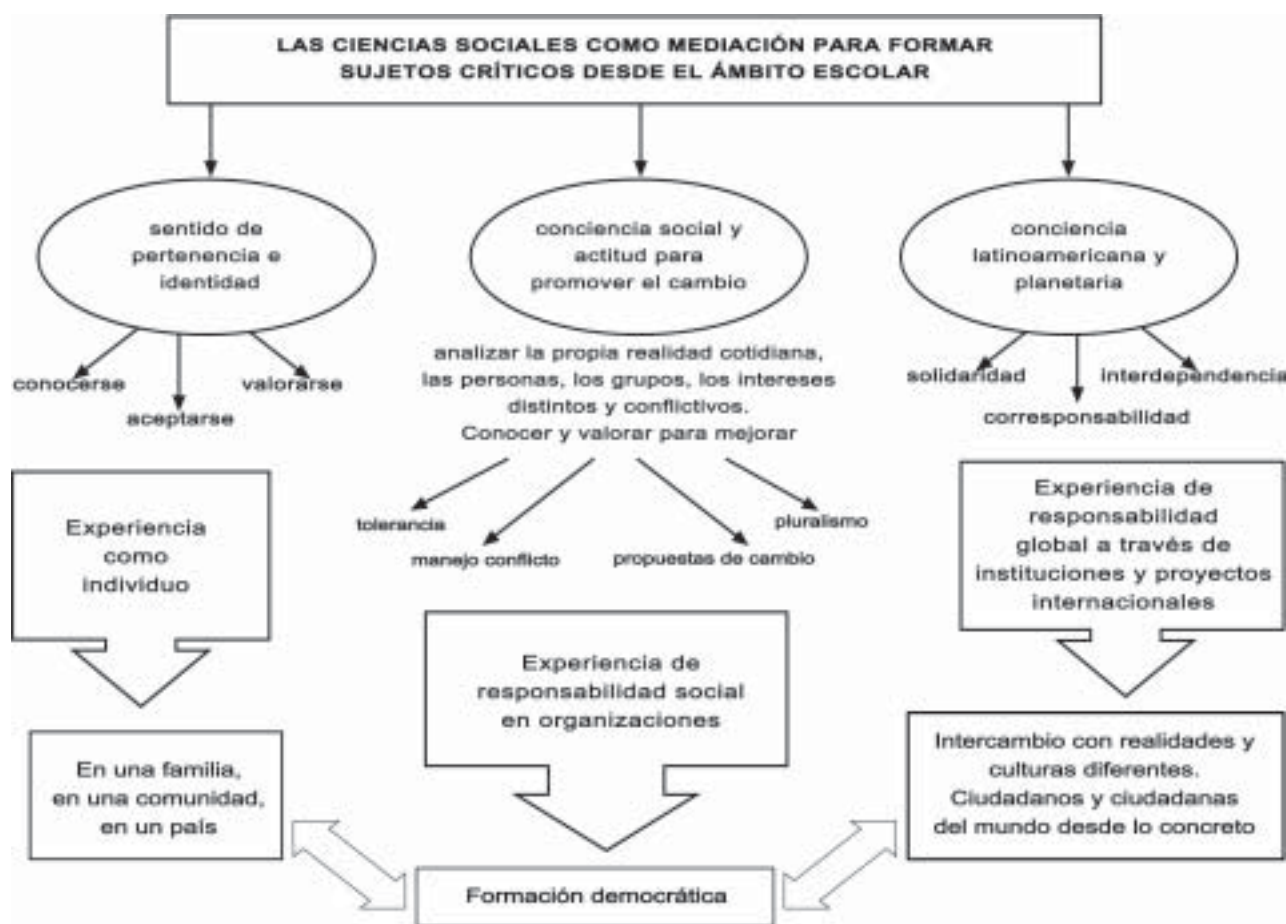 LAS CIENCIAS SOCIALES COMO MEDIACIÓN PARA FORMAR
SUJETOS CRÍTICOS DESDE EL ÁMBITO ESCOLAR
sentido de
pertenencia e
identidad
conocerse
aceptarse
valorarse
conciencia social y
actitud para
promover el cambio
analizar la propia realidad cotidiana,
las personas, los grupos, los intereses
distintos y conflictivos.
Conocer y valorar para mejorar
tolerancia
manejo conflicto
propuestas de cambio
pluralismo
conciencia
latinoamericana y
planetaria
solidaridad
corresponsabilidad
interdependencia
Experiencia
como
individuo
Experiencia de
responsabilidad social
en organizaciones
Experiencia de
responsabilidad
global a través de
instituciones y proyectos
internacionales
En una familia,
en una comunidad,
en un país
Formación democrática
Intercambio con realidades y
culturas diferentes.
Ciudadanos y ciudadanas
del mundo desde lo concreto